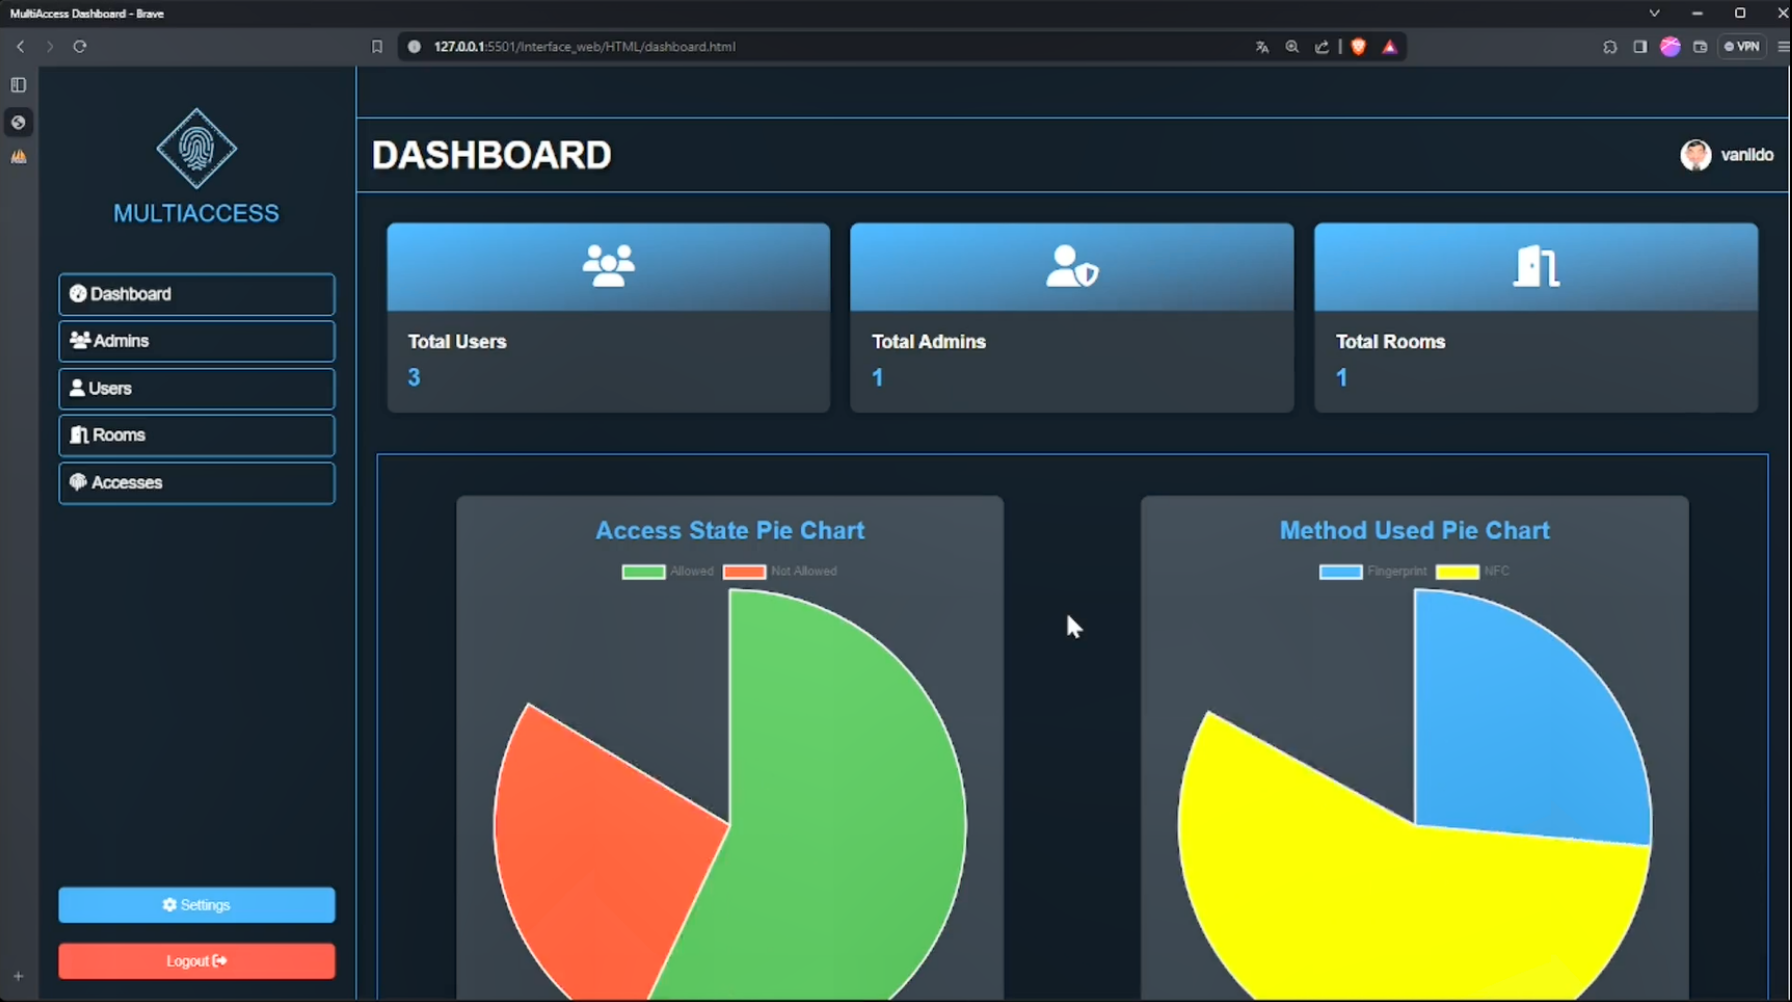 MultiAccess Dashboard - Brave
127.0.0.1:5501/Interface_web/HTML/dashboard.html
VPN
MULTIACCESS
Dashboard
Admins
Users
Rooms
Accesses
Settings
Logout
DASHBOARD
vanildo
Total Users
3
Total Admins
1
Total Rooms
1
Access State Pie Chart
Allowed Not Allowed
Method Used Pie Chart
Fingerprint NFC